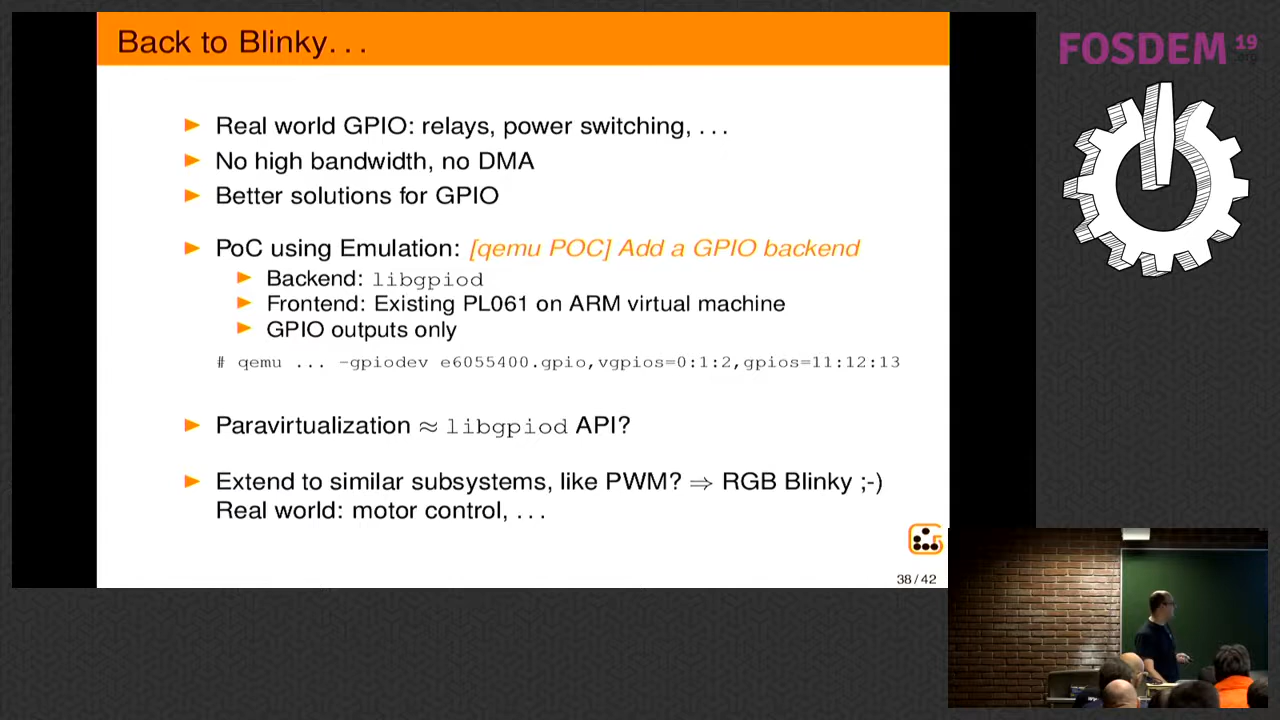 Back to Blinky. . .
Real world GPIO: relays, power switching, . . .
No high bandwidth, no DMA
Better solutions for GPIO
PoC using Emulation: [qemu POC] Add a GPIO backend
Backend: libgpiod
Frontend: Existing PL061 on ARM virtual machine
GPIO outputs only
# qemu ... -gpiodev e6055400.gpio,vgpios=0:1:2,gpios=11:12:13
Paravirtualization ≈ libgpiod API?
Extend to similar subsystems, like PWM? ⇒ RGB Blinky ;-)
Real world: motor control, . . .
38 / 42
FOSDEM 19
.org